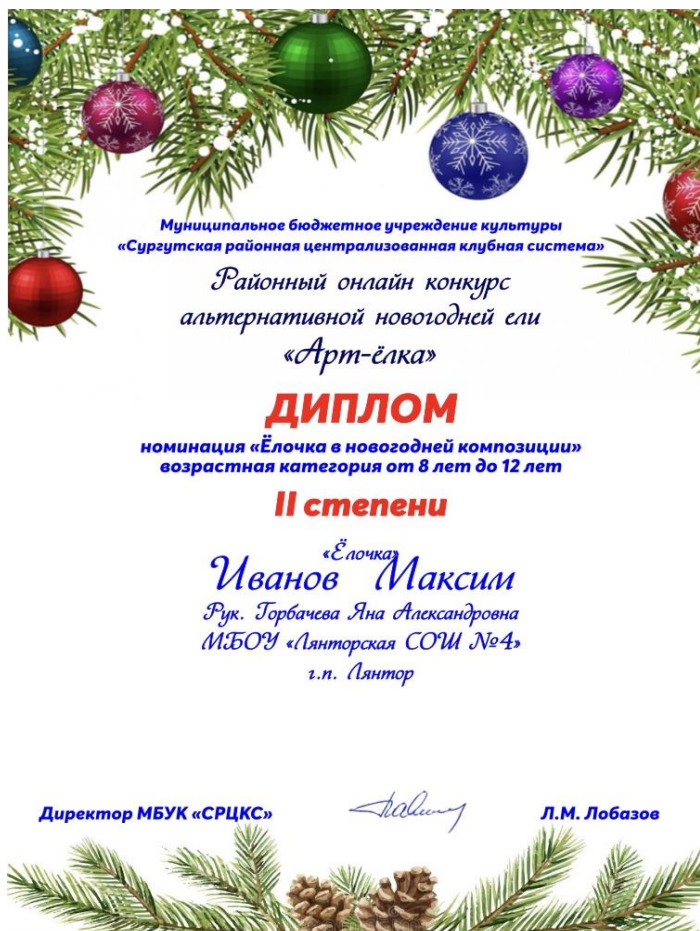 Муниципальное бюджетное учреждение культуры
«Сургутская районная централизованная клубная система»
Районный онлайн конкурс
альтернативной новогодней ели
«Арт-ёлка»
ДИПЛОМ
номинация «Ёлочка в новогодней композиции»
возрастная категория от 8 лет до 12 лет
II степени
«Ёлочка»
Иванов Максим
Рук. Горбачева Яна Александровна
МБОУ «Лянторская СОШ №4»
г.п. Лянтор
Директор МБУК «СРЦКС» Л.М. Лобазов